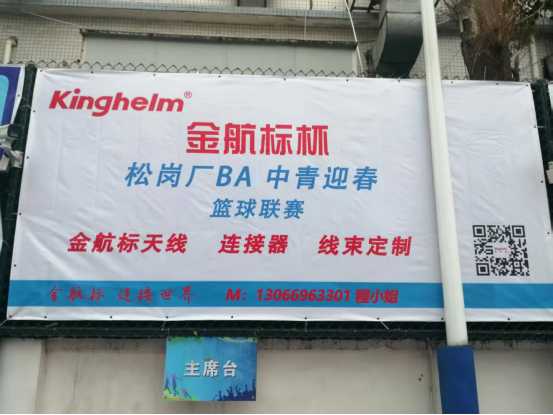 Kinghelm®
金航标杯
松岗厂BA 中青迎春
篮球联赛
金航标天线 连接器 线束定制
金航标 连接世界 M：13066963301 程小姐
主席台